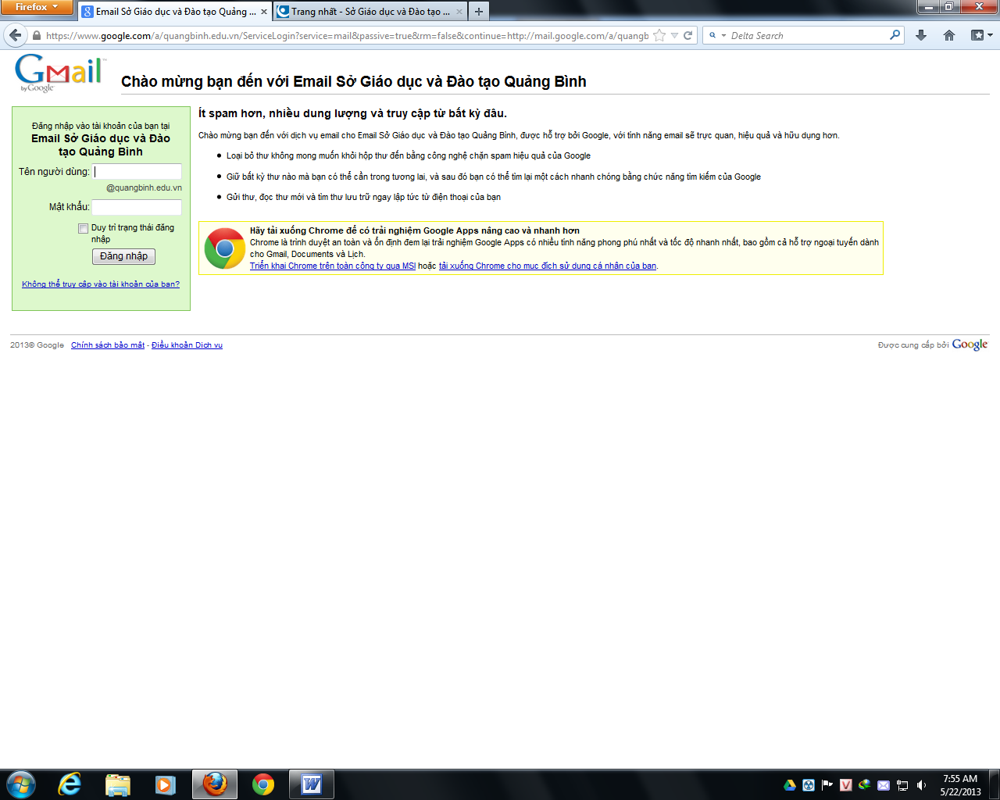 Firefox
Email Sở Giáo dục và Đào tạo Quảng ...
Trang nhất - Sở Giáo dục và Đào tạo ...
https://www.google.com/a/quangbinh.edu.vn/ServiceLogin?service=mail&passive=true&rm=false&continue=http://mail.google.com/a/quangb
Delta Search
Gmail
by Google
Chào mừng bạn đến với Email Sở Giáo dục và Đào tạo Quảng Bình
Đăng nhập vào tài khoản của bạn tại
Email Sở Giáo dục và Đào
tạo Quảng Bình
Tên người dùng:
@quangbinh.edu.vn
Mật khẩu:
Duy trì trạng thái đăng
nhập
Đăng nhập
Không thể truy cập vào tài khoản của bạn?
Ít spam hơn, nhiều dung lượng và truy cập từ bất kỳ đâu.
Chào mừng bạn đến với dịch vụ email cho Email Sở Giáo dục và Đào tạo Quảng Bình, được hỗ trợ bởi Google, với tính năng email sẽ trực quan, hiệu quả và hữu dụng hơn.
Loại bỏ thư không mong muốn khỏi hộp thư đến bằng công nghệ chặn spam hiệu quả của Google
Giữ bất kỳ thư nào mà bạn có thể cần trong tương lai, và sau đó bạn có thể tìm lại một cách nhanh chóng bằng chức năng tìm kiếm của Google
Gửi thư, đọc thư mới và tìm thư lưu trữ ngay lập tức từ điện thoại của bạn
Hãy tải xuống Chrome để có trải nghiệm Google Apps nâng cao và nhanh hơn
Chrome là trình duyệt an toàn và ổn định đem lại trải nghiệm Google Apps có nhiều tính năng phong phú nhất và tốc độ nhanh nhất, bao gồm cả hỗ trợ ngoại tuyến dành
cho Gmail, Documents và Lịch.
Triển khai Chrome trên toàn công ty qua MSI hoặc tải xuống Chrome cho mục đích sử dụng cá nhân của bạn.
2013© Google Chính sách bảo mật - Điều khoản Dịch vụ
Được cung cấp bởi Google
7:55 AM
5/22/2013